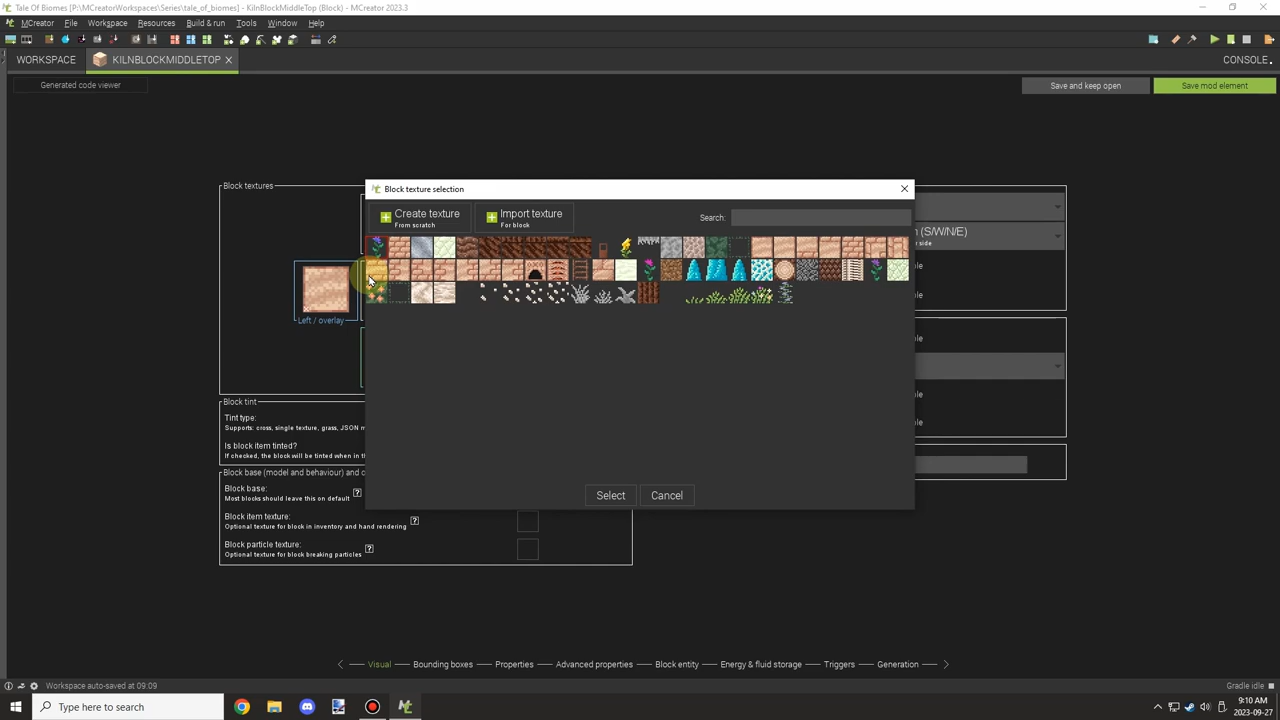 Tale Of Biomes (P:\MCreatorWorkspaces\Series\tale_of_biomes) - KilnBlockMiddleTop (Block) - MCreator 2023.3
MCreator File Workspace Resources Build & run Tools Window Help
WORKSPACE KILNBLOCKMIDDLETOP CONSOLE
Generated code viewer Save and keep open Save mod element
Block textures
Block texture selection
Create texture
From scratch
Import texture
For block
Search:
n (S/W/N/E)
r side
le
le
Left / overlay
le
le
le
Block tint
Tint type:
Supports: cross, single texture, grass, JSON m
Is block item tinted?
If checked, the block will be tinted when in th
Block base (model and behaviour) and c
Block base:
Most blocks should leave this on default ?
Block item texture:
Optional texture for block in inventory and hand rendering ?
Block particle texture:
Optional texture for block breaking particles ?
Select Cancel
Visual Bounding boxes Properties Advanced properties Block entity Energy & fluid storage Triggers Generation
Workspace auto-saved at 09:09 Gradle idle
Type here to search
9:10 AM
2023-09-27